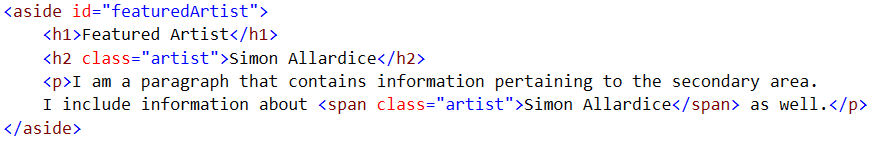 <aside id="featuredArtist">
    <h1>Featured Artist</h1>
    <h2 class="artist">Simon Allardice</h2>
    <p>I am a paragraph that contains information pertaining to the secondary area.
    I include information about <span class="artist">Simon Allardice</span> as well.</p>
</aside>